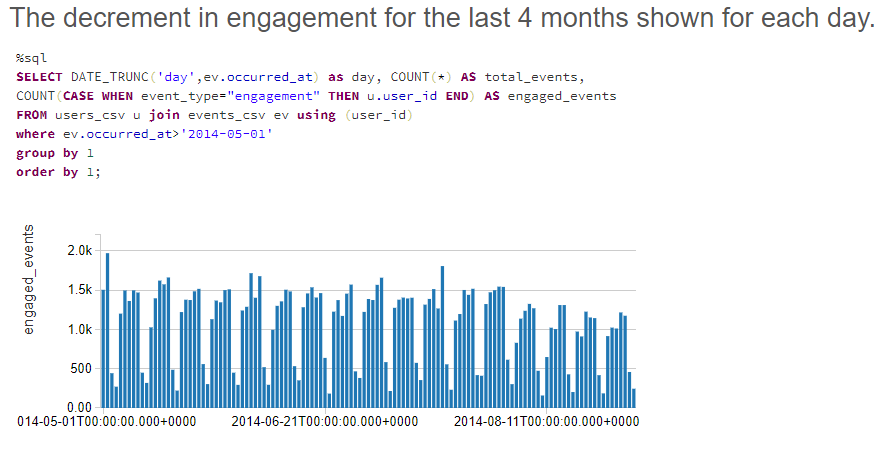 The decrement in engagement for the last 4 months shown for each day.
%sql
SELECT DATE_TRUNC('day',ev.occurred_at) as day, COUNT(*) AS total_events,
COUNT(CASE WHEN event_type="engagement" THEN u.user_id END) AS engaged_events
FROM users_csv u join events_csv ev using (user_id)
where ev.occurred_at>'2014-05-01'
group by 1
order by 1;
engaged_events
2.0k
1.5k
1.0k
500
0.00
014-05-01T00:00:00.000+0000 2014-06-21T00:00:00.000+0000 2014-08-11T00:00:00.000+0000